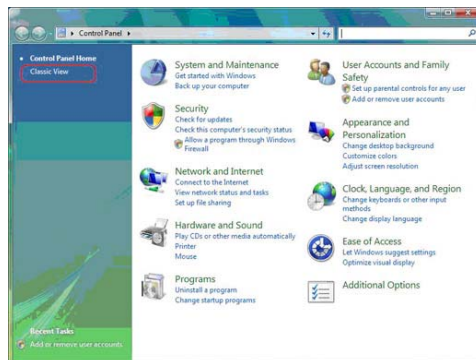 Control Panel
Control Panel Home
Classic View
System and Maintenance
Get started with Windows
Back up your computer
Security
Check for updates
Check this computer's security status
Allow a program through Windows
Firewall
Network and Internet
Connect to the Internet
View network status and tasks
Set up file sharing
Hardware and Sound
Play CDs or other media automatically
Printer
Mouse
Programs
Uninstall a program
Change startup programs
User Accounts and Family
Safety
Set up parental controls for any user
Add or remove user accounts
Appearance and
Personalization
Change desktop background
Customize colors
Adjust screen resolution
Clock, Language, and Region
Change keyboards or other input
methods
Change display language
Ease of Access
Let Windows suggest settings
Optimize visual display
Additional Options
Recent Tasks
Add or remove user accounts